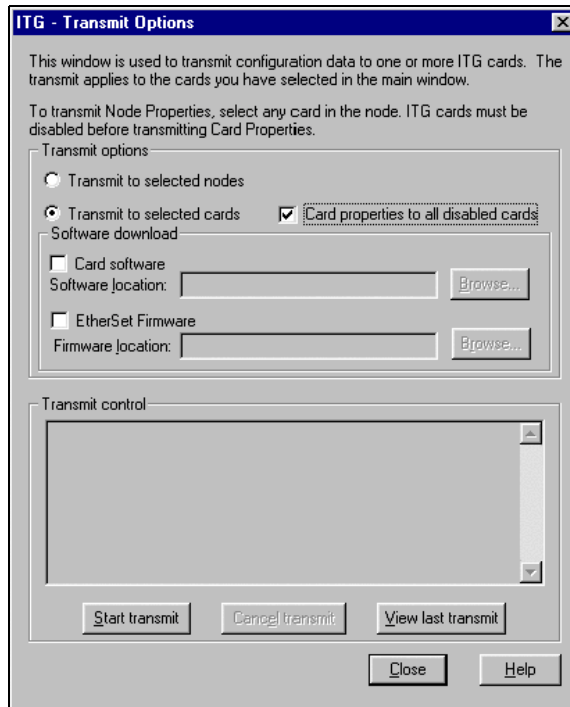 ITG - Transmit Options
This window is used to transmit configuration data to one or more ITG cards. The
transmit applies to the cards you have selected in the main window.
To transmit Node Properties, select any card in the node. ITG cards must be
disabled before transmitting Card Properties.
Transmit options
Transmit to selected nodes
Transmit to selected cards Card properties to all disabled cards
Software download
Card software
Software location: Browse...
EtherSet Firmware
Firmware location: Browse...
Transmit control
Start transmit Cancel transmit View last transmit
Close Help